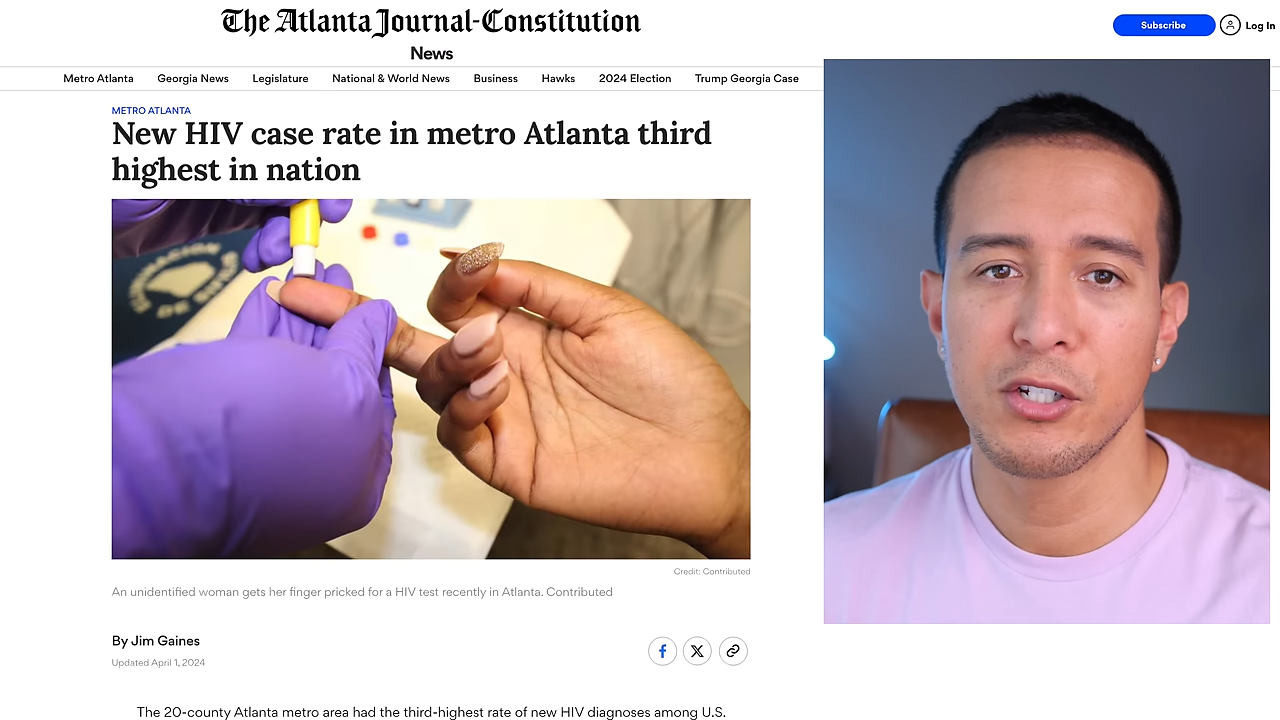 The Atlanta Journal-Constitution
Subscribe
Log In
News
Metro Atlanta Georgia News Legislature National & World News Business Hawks 2024 Election Trump Georgia Case
METRO ATLANTA
New HIV case rate in metro Atlanta third
highest in nation
DE
Credit: Contributed
An unidentified woman gets her finger pricked for a HIV test recently in Atlanta. Contributed
By Jim Gaines
Updated April 1, 2024
The 20-county Atlanta metro area had the third-highest rate of new HIV diagnoses among U.S.